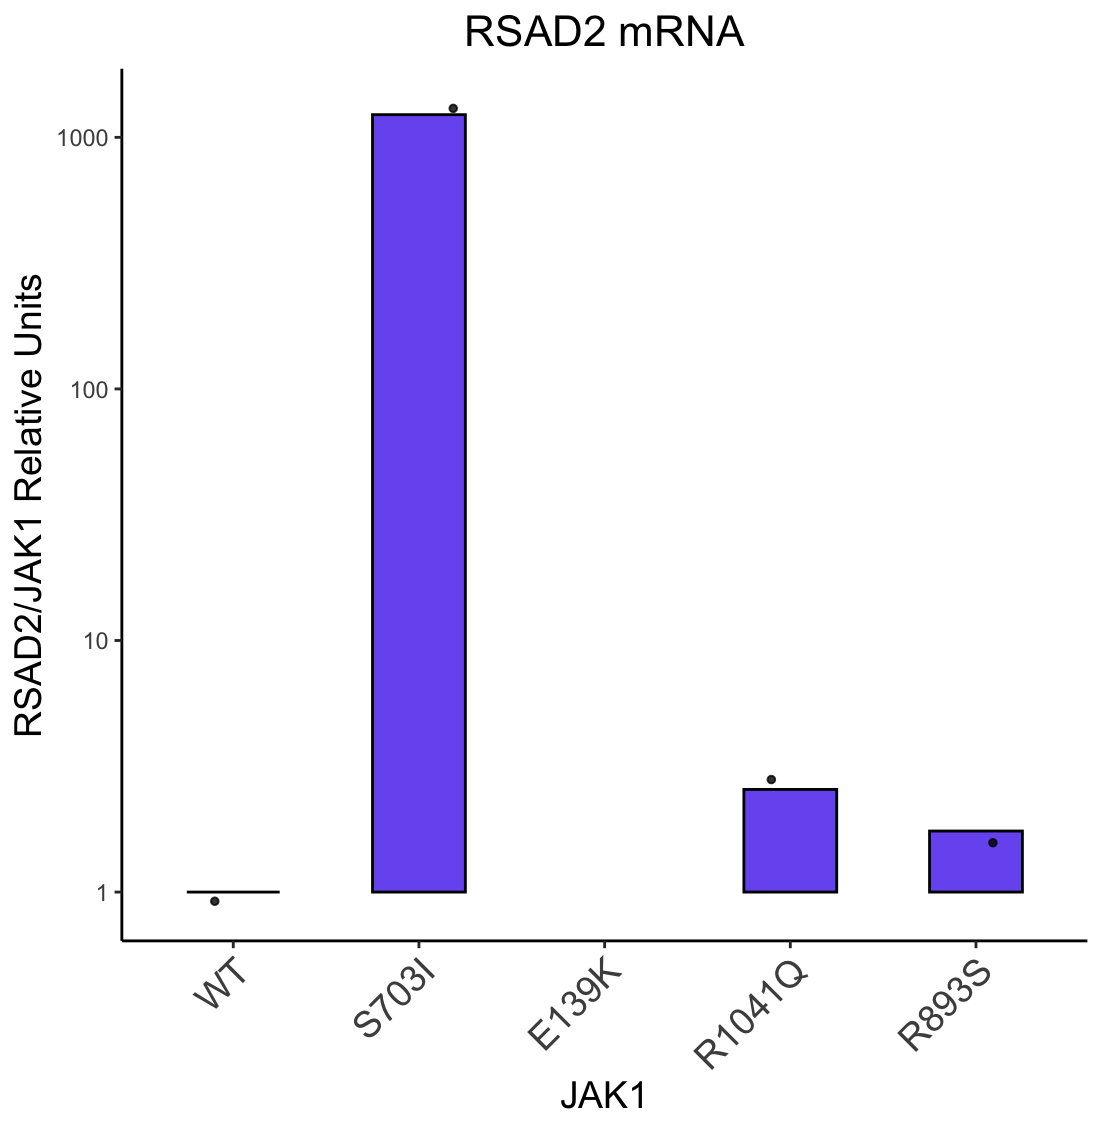 RSAD2 mRNA
RSAD2/JAK1 Relative Units
1000
100
10
1
WT
S703I
E139K
R1041Q
R893S
JAK1